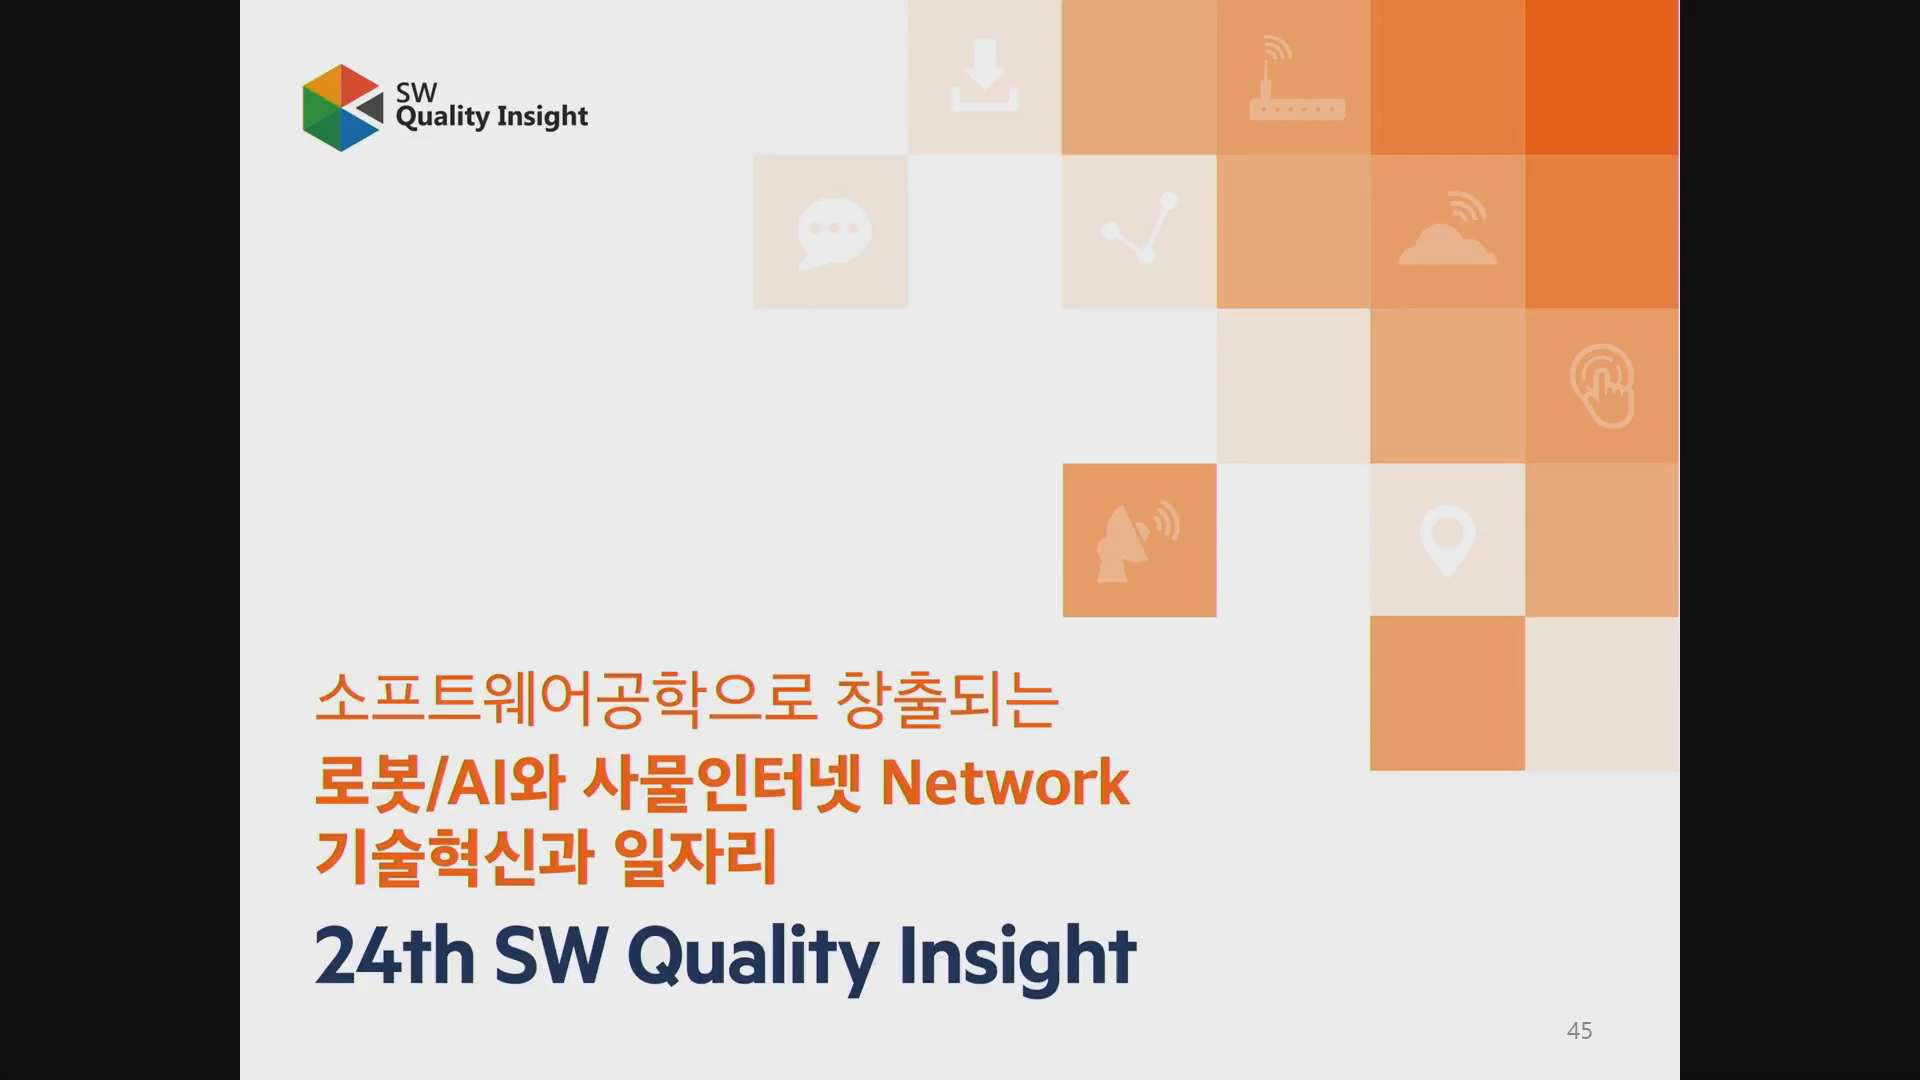 SW
Quality Insight
소프트웨어공학으로 창출되는
로봇/AI와 사물인터넷 Network
기술혁신과 일자리
24th SW Quality Insight
45